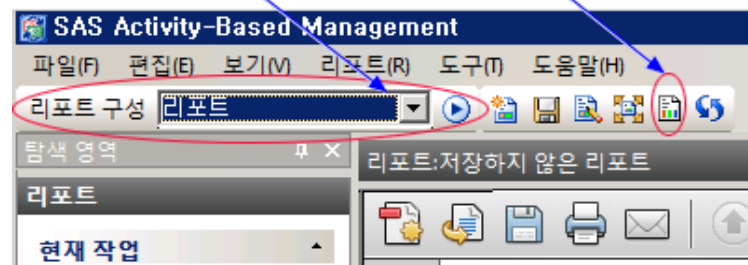 SAS Activity-Based Management
파일(F) 편집(E) 보기(V) 리포트(R) 도구(T) 도움말(H)
리포트 구성 리포트
탐색 영역
리포트:저장하지 않은 리포트
리포트
현재 작업